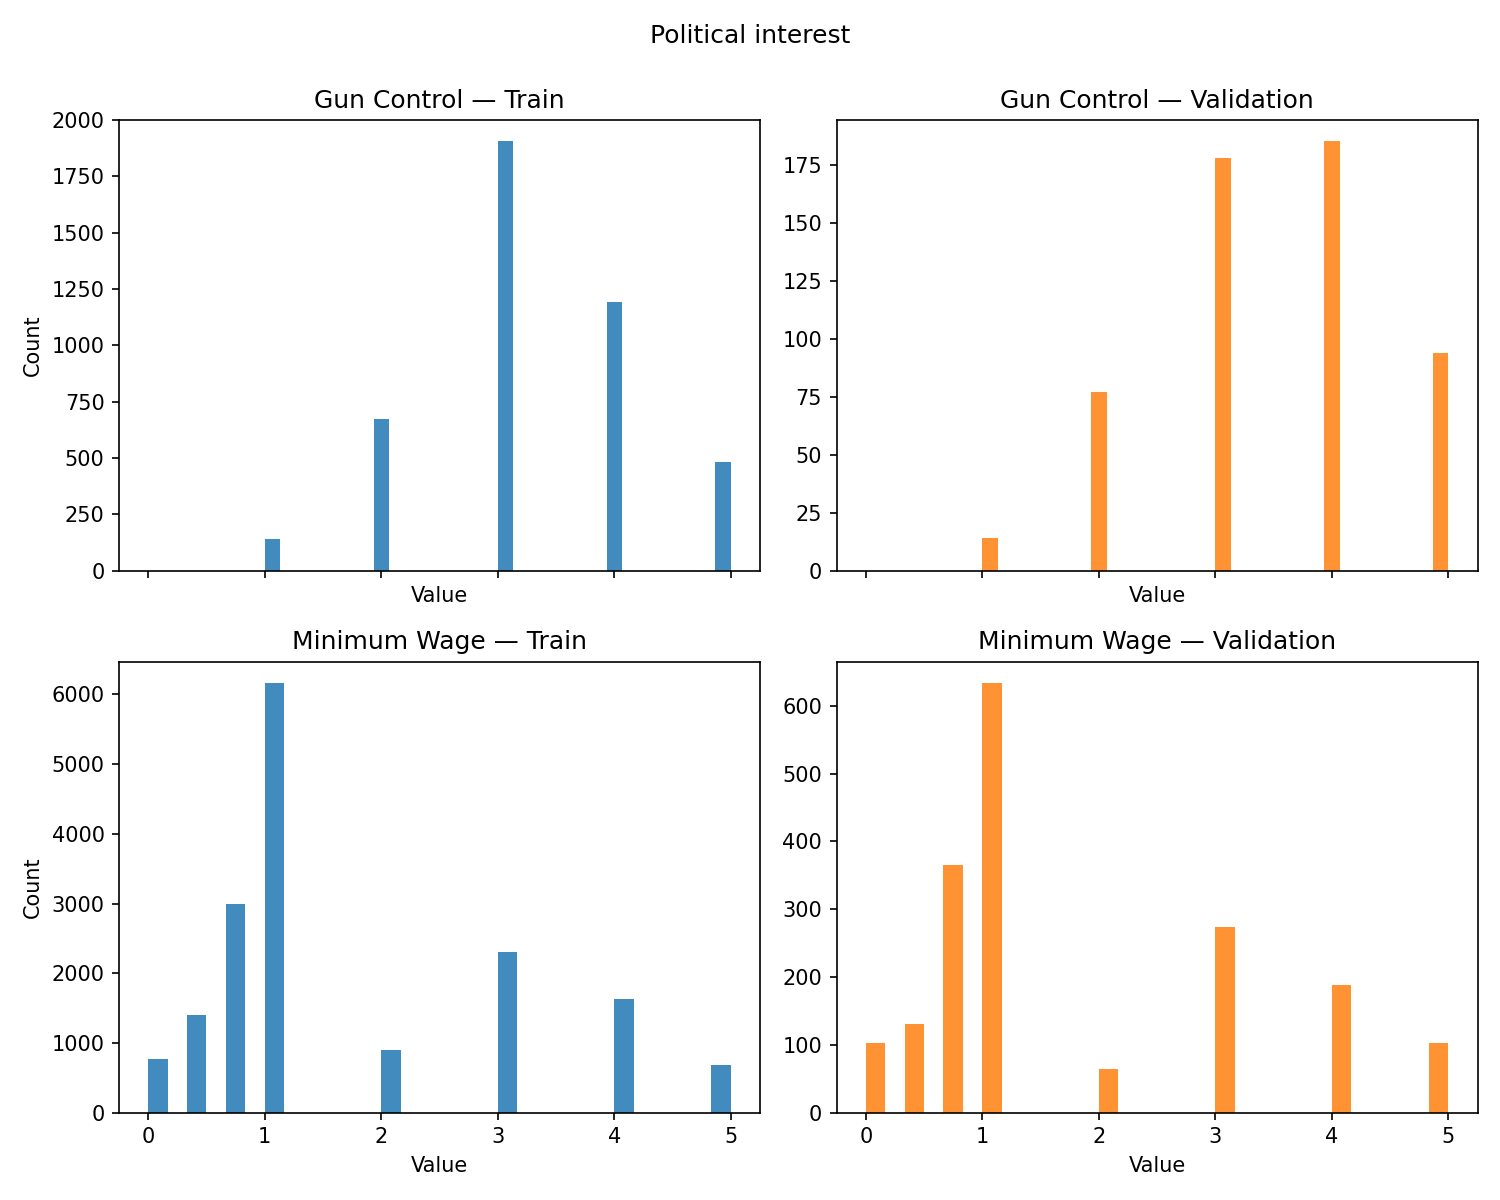 Political interest
Gun Control — Train
Gun Control — Validation
2000
1750
1500
1250
1000
750
500
250
0
Count
Value
175
150
125
100
75
50
25
0
Value
Minimum Wage — Train
Minimum Wage — Validation
6000
5000
4000
3000
2000
1000
0
Count
0 1 2 3 4 5
Value
600
500
400
300
200
100
0
0 1 2 3 4 5
Value